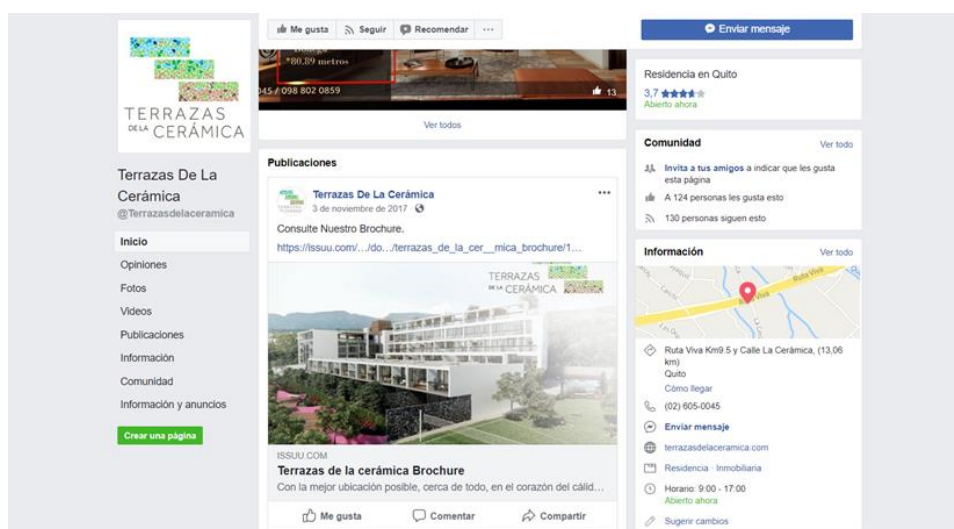 TERRAZAS
DE LA CERÁMICA
Terrazas De La
Cerámica
@Terrazasdelaceramica
Inicio
Opiniones
Fotos
Videos
Publicaciones
Información
Comunidad
Información y anuncios
Crear una página
Me gusta Seguir Recomendar ...
*80,89 metros
045 / 098 802 0859
13
Ver todos
Publicaciones
Terrazas De La Cerámica
3 de noviembre de 2017
Consulte Nuestro Brochure.
https://issuu.com/.../do.../terrazas_de_la_cer__mica_brochure/1...
TERRAZAS
DE LA CERÁMICA
ISSUU.COM
Terrazas de la cerámica Brochure
Con la mejor ubicación posible, cerca de todo, en el corazón del cálid...
Me gusta Comentar Compartir
Enviar mensaje
Residencia en Quito
3,7
Abierto ahora
Comunidad Ver todo
Invita a tus amigos a indicar que les gusta
esta página
A 124 personas les gusta esto
130 personas siguen esto
Información Ver todo
Ruta Viva
Ruta Viva
Ruta Viva Km9.5 y Calle La Cerámica, (13,06
km)
Quito
Cómo llegar
(02) 605-0045
Enviar mensaje
terrazasdelaceramica.com
Residencia · Inmobiliaria
Horario: 9:00 - 17:00
Abierto ahora
Sugerir cambios